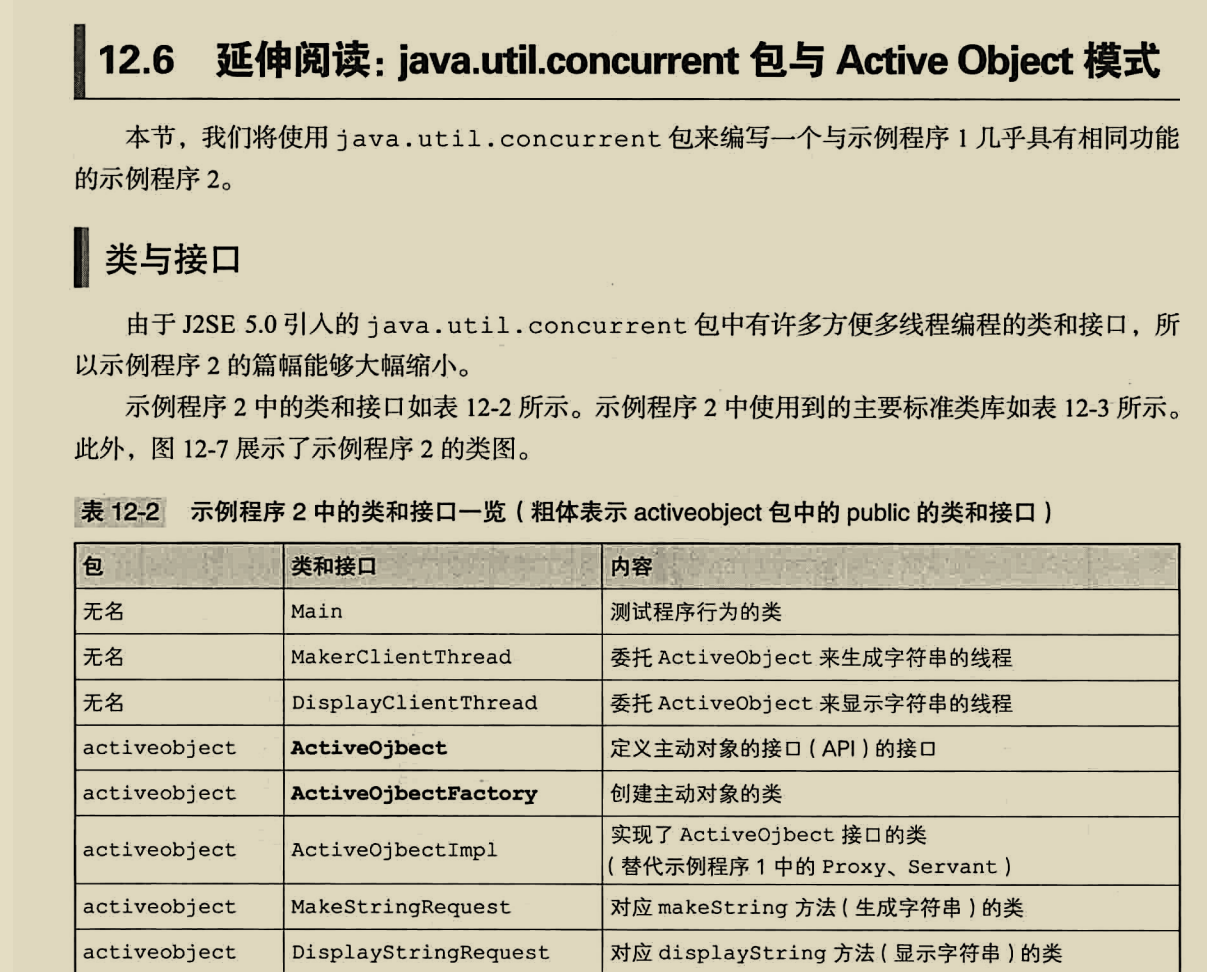 12.6 延伸阅读：java.util.concurrent 包与 Active Object 模式
本节，我们将使用 java.util.concurrent 包来编写一个与示例程序 1 几乎具有相同功能
的示例程序 2。
类与接口
由于 J2SE 5.0 引入的 java.util.concurrent 包中有许多方便多线程编程的类和接口，所
以示例程序 2 的篇幅能够大幅缩小。
示例程序 2 中的类和接口如表 12-2 所示。示例程序 2 中使用到的主要标准类库如表 12-3 所示。
此外，图 12-7 展示了示例程序 2 的类图。
表 12-2 示例程序 2 中的类和接口一览（粗体表示 activeobject 包中的 public 的类和接口）
包 类和接口 内容
无名 Main 测试程序行为的类
无名 MakerClientThread 委托 ActiveObject 来生成字符串的线程
无名 DisplayClientThread 委托 ActiveObject 来显示字符串的线程
activeobject ActiveOjbect 定义主动对象的接口（API）的接口
activeobject ActiveOjbectFactory 创建主动对象的类
activeobject ActiveOjbectImpl 实现了 ActiveOjbect 接口的类
（替代示例程序 1 中的 Proxy、Servant）
activeobject MakeStringRequest 对应 makeString 方法（生成字符串）的类
activeobject DisplayStringRequest 对应 displayString 方法（显示字符串）的类